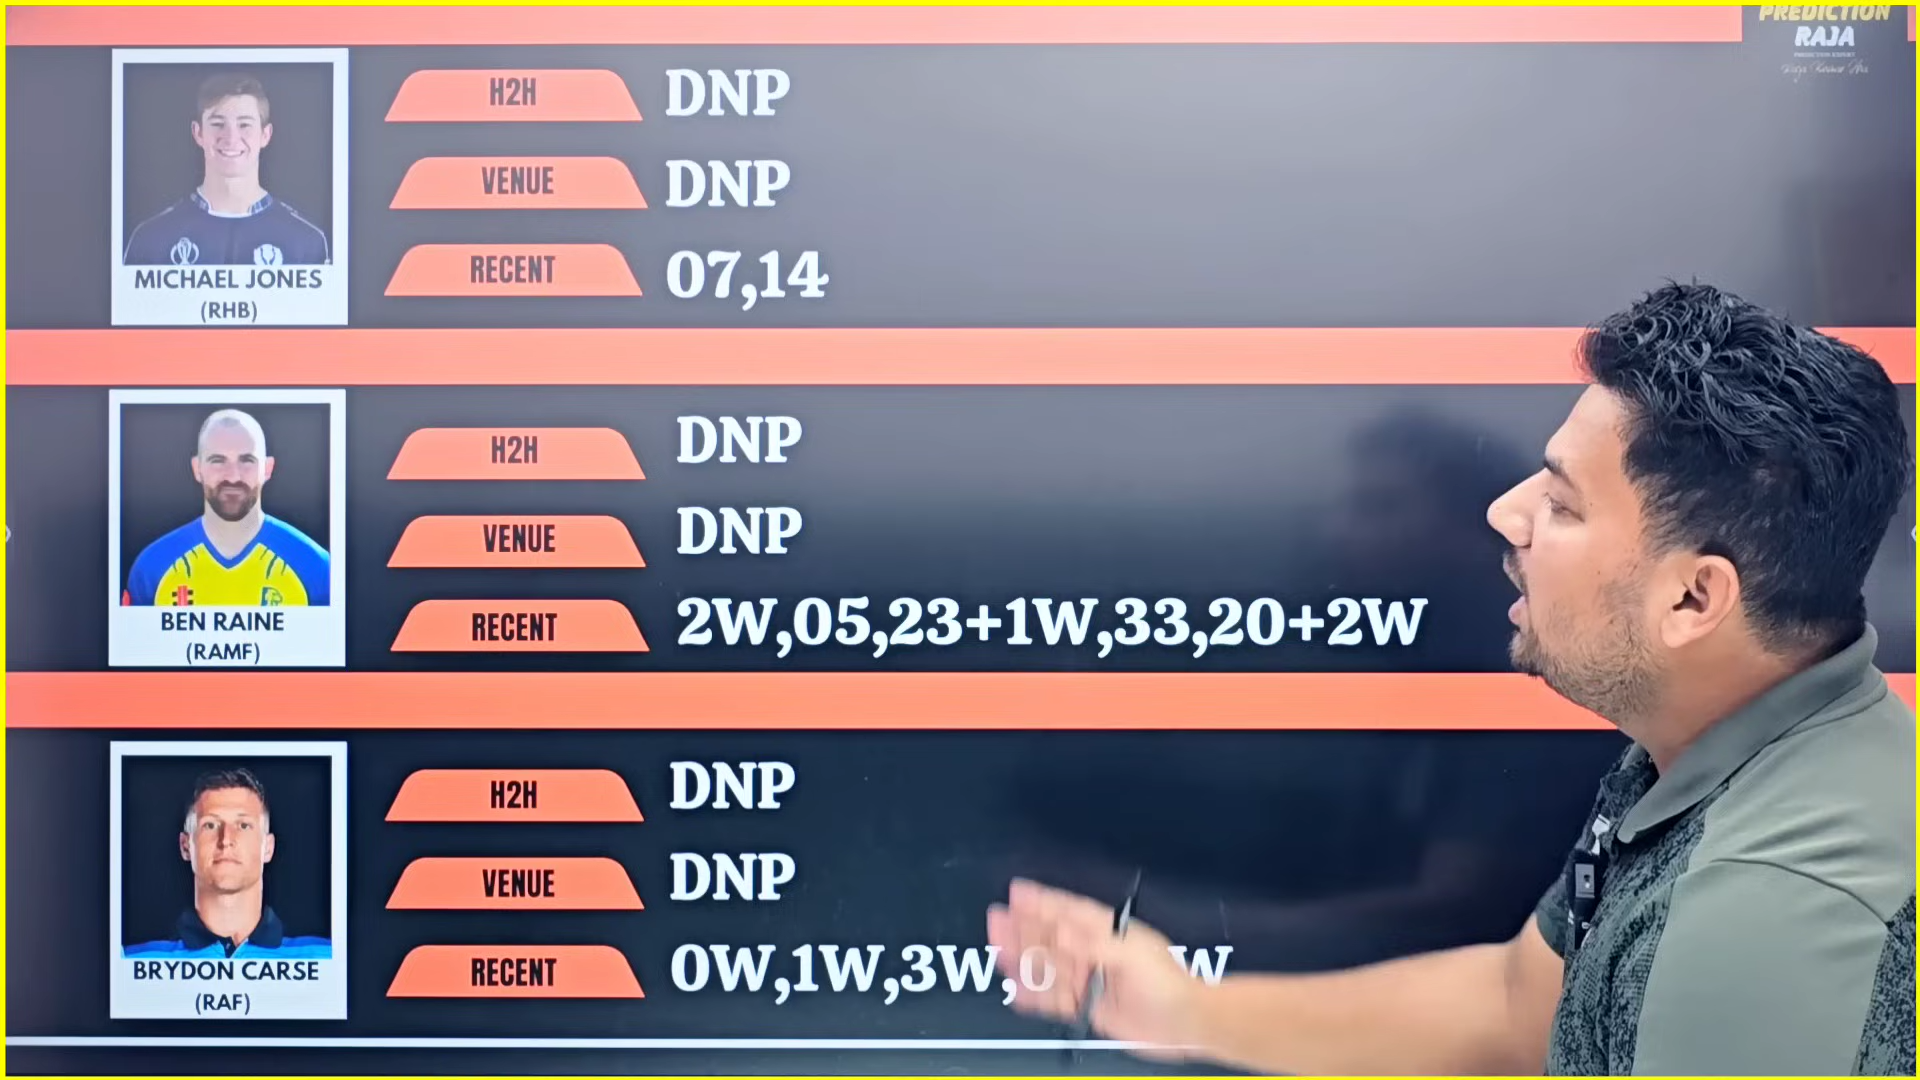 PREDICTION
RAJA
H2H DNP
VENUE DNP
RECENT 07,14
MICHAEL JONES
(RHB)
H2H DNP
VENUE DNP
RECENT 2W,05,23+1W,33,20+2W
BEN RAINE
(RAMF)
H2H DNP
VENUE DNP
RECENT 0W,1W,3W,0 W
BRYDON CARSE
(RAF)